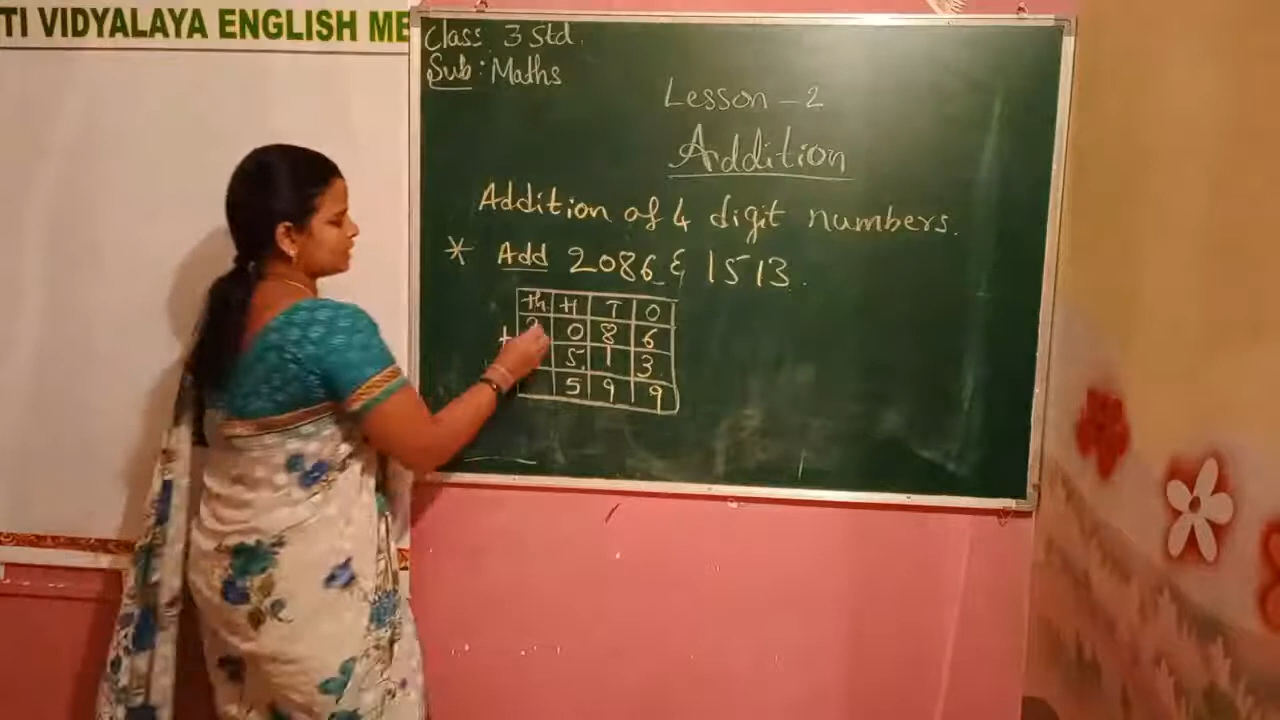 TI VIDYALAYA ENGLISH ME
Class: 3 Std.
Sub: Maths
Lesson - 2
Addition
Addition of 4 digit numbers.
* Add 2086 & 1513.
Th. H T O
+ 2 0 8 6
5 1 3
5 9 9